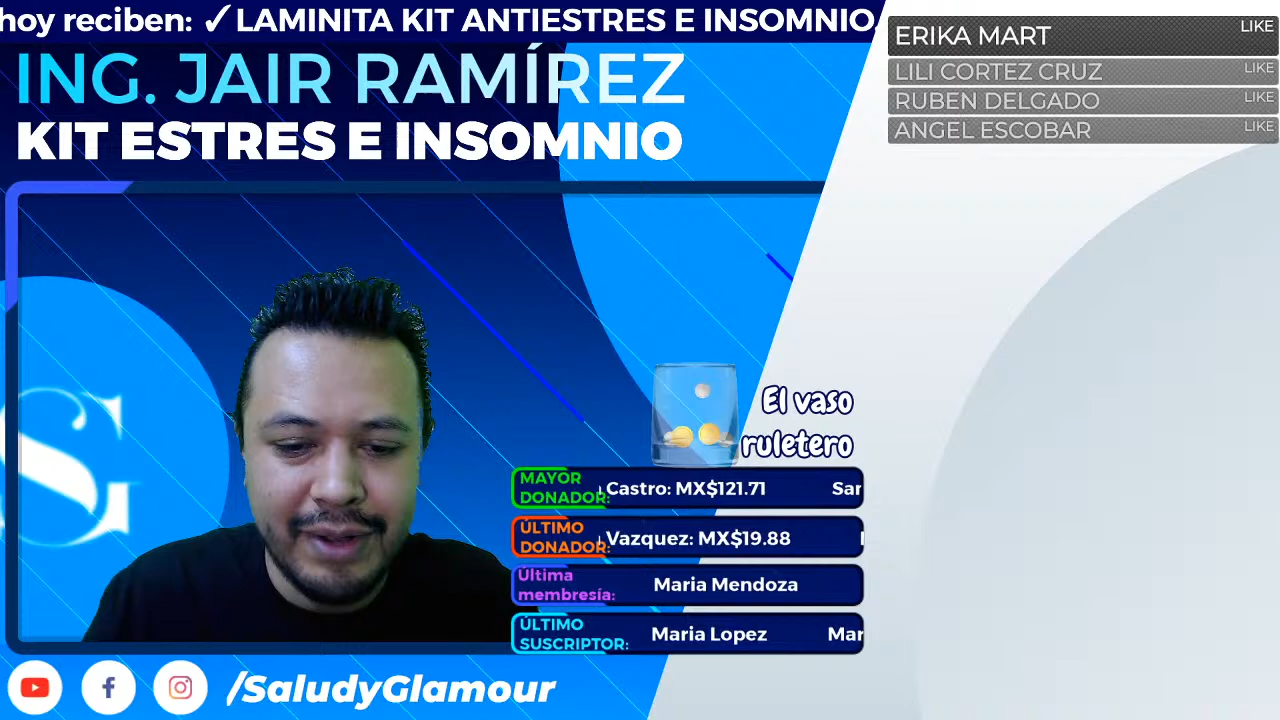 hoy reciben: ✓ LAMINITA KIT ANTIESTRES E INSOMNIO
ING. JAIR RAMÍREZ
KIT ESTRES E INSOMNIO
ERIKA MART LIKE
LILI CORTEZ CRUZ LIKE
RUBEN DELGADO LIKE
ANGEL ESCOBAR LIKE
S
El vaso
ruletero
MAYOR
DONADOR: Castro: MX$121.71 Sar
ÚLTIMO
DONADOR: Vazquez: MX$19.88
Última
membresía: Maria Mendoza
ÚLTIMO
SUSCRIPTOR: Maria Lopez Mar
/SaludyGlamour